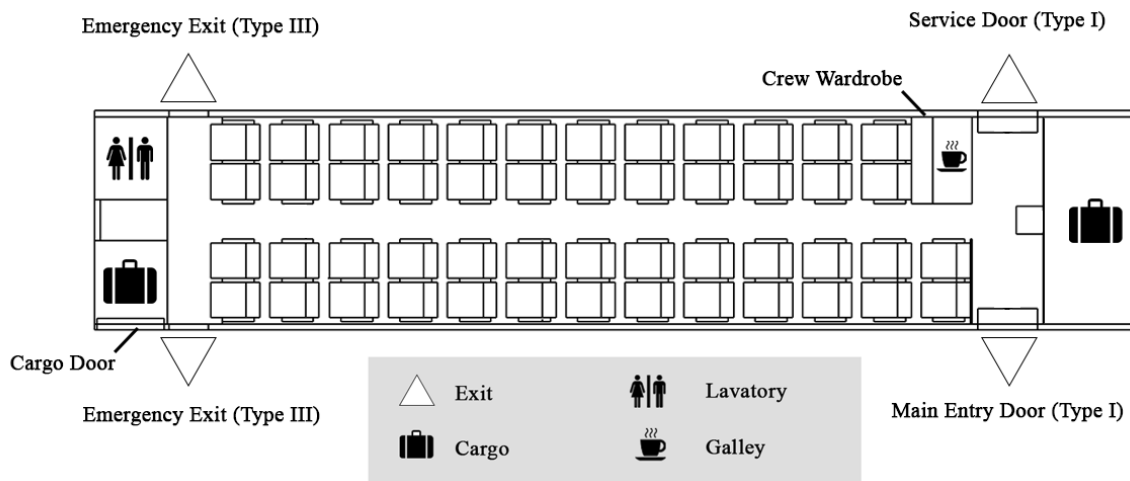 Emergency Exit (Type III)
Service Door (Type I)
Crew Wardrobe
Cargo Door
Emergency Exit (Type III)
Main Entry Door (Type I)
Exit
Lavatory
Cargo
Galley